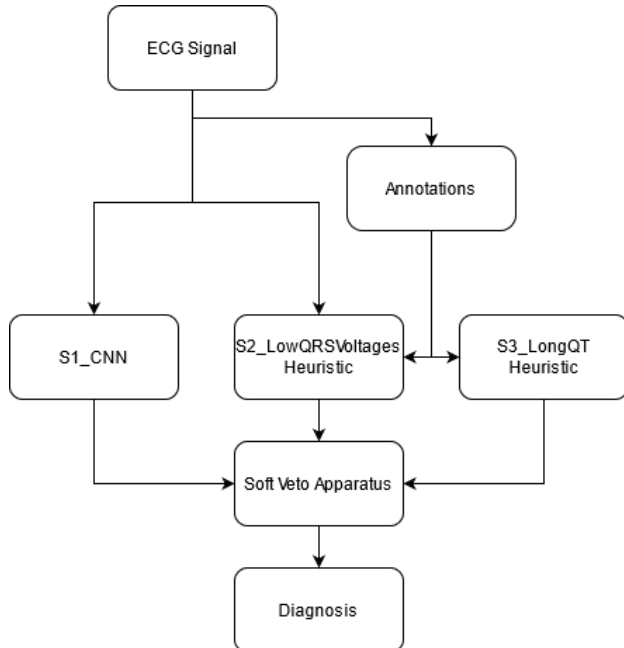 ECG Signal
Annotations
S1_CNN
S2_LowQRSVoltages
Heuristic
S3_LongQT
Heuristic
Soft Veto Apparatus
Diagnosis